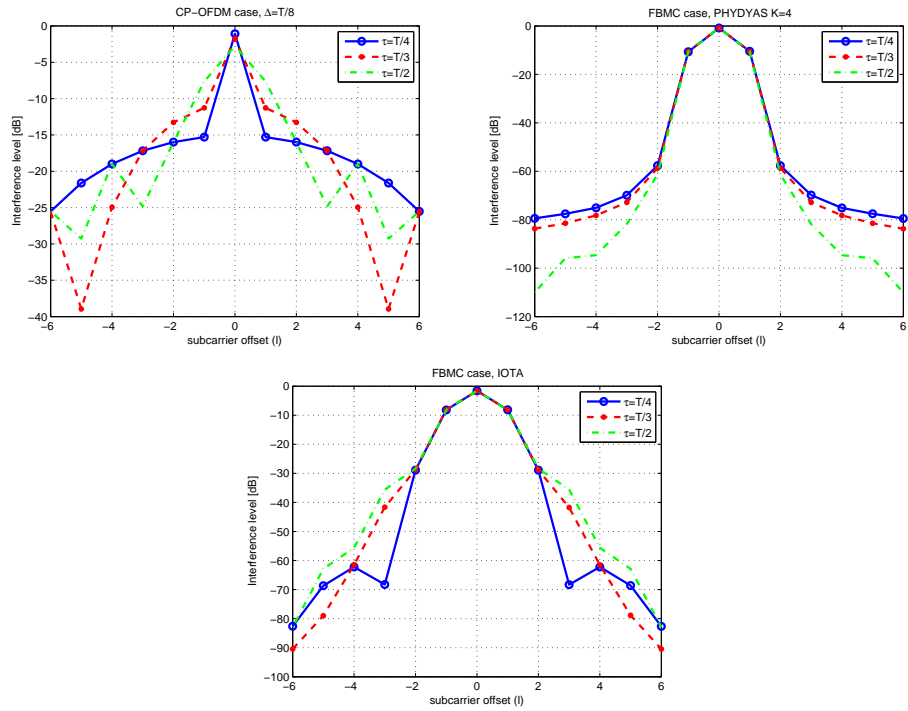 CP-OFDM case, Δ=T/8
Interference level [dB]
0
−5
−10
−15
−20
−25
−30
−35
−40
−6
−4
−2
0
2
4
6
subcarrier offset (l)
τ=T/4
τ=T/3
τ=T/2
FBMC case, PHYDYAS K=4
Interference level [dB]
0
−20
−40
−60
−80
−100
−120
−6
−4
−2
0
2
4
6
subcarrier offset (l)
τ=T/4
τ=T/3
τ=T/2
FBMC case, IOTA
Interference level [dB]
0
−10
−20
−30
−40
−50
−60
−70
−80
−90
−100
−6
−4
−2
0
2
4
6
subcarrier offset (l)
τ=T/4
τ=T/3
τ=T/2